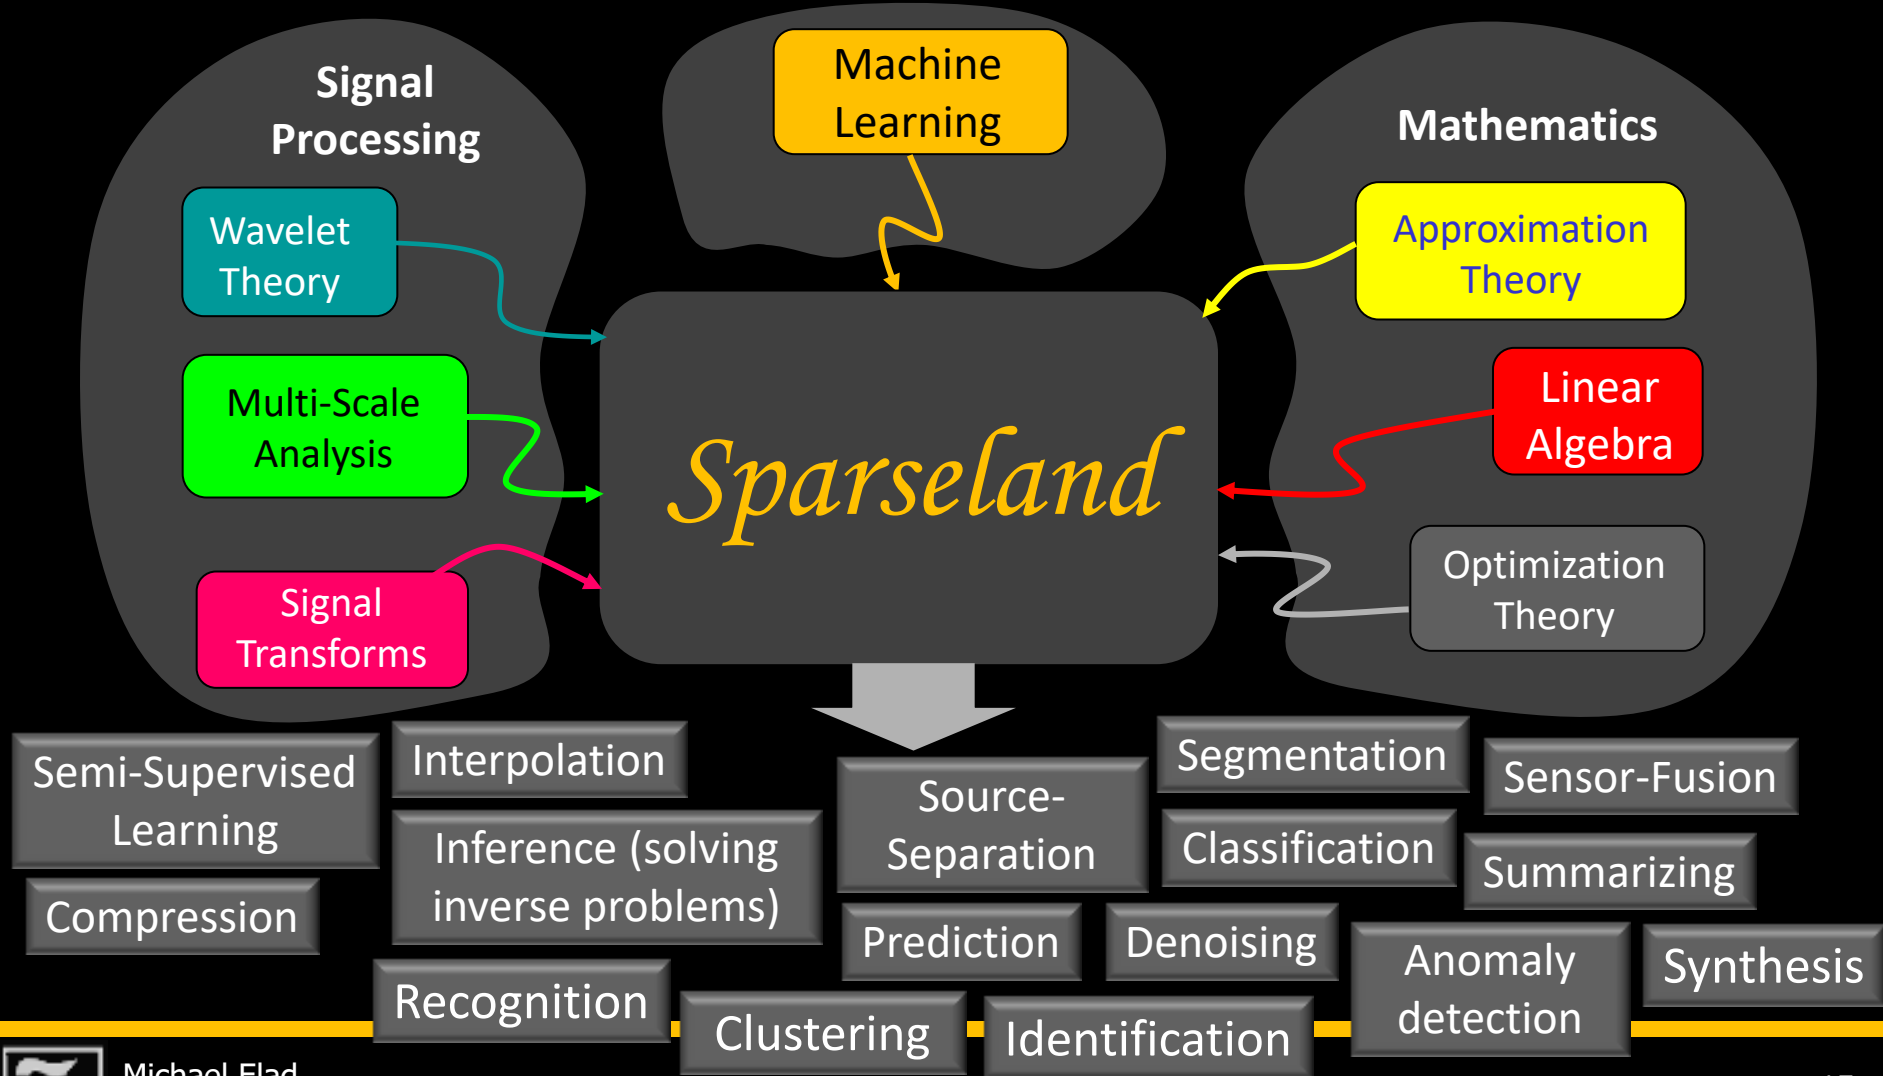 Signal
Processing
Machine
Learning
Mathematics
Wavelet
Theory
Approximation
Theory
Multi-Scale
Analysis
Linear
Algebra
Sparseland
Signal
Transforms
Optimization
Theory
Semi-Supervised
Learning
Interpolation
Source-
Separation
Segmentation
Sensor-Fusion
Inference (solving
inverse problems)
Classification
Summarizing
Compression
Prediction
Denoising
Anomaly
detection
Synthesis
Recognition
Clustering
Identification
Michael Elad